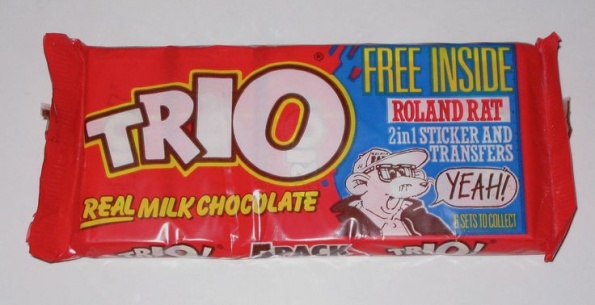 TRIO
®
REAL MILK CHOCOLATE
FREE INSIDE
ROLAND RAT
2in1 STICKER AND
TRANSFERS
YEAH!
6 SETS TO COLLECT
TRIO!
5 PACK
TRIO!